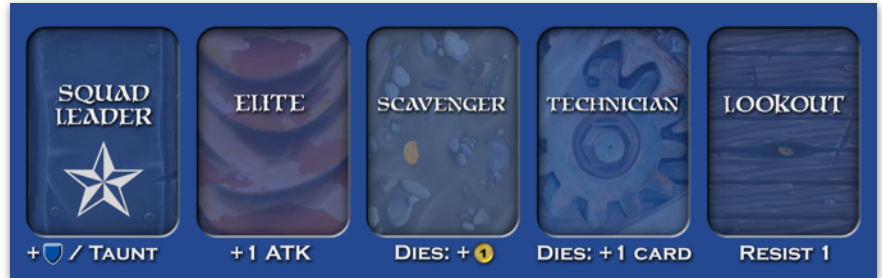 SQUAD
LEADER
ELITE
SCAVENGER
TECHNICIAN
LOOKOUT
+ / TAUNT
+1 ATK
DIES: + 1
DIES: +1 CARD
RESIST 1